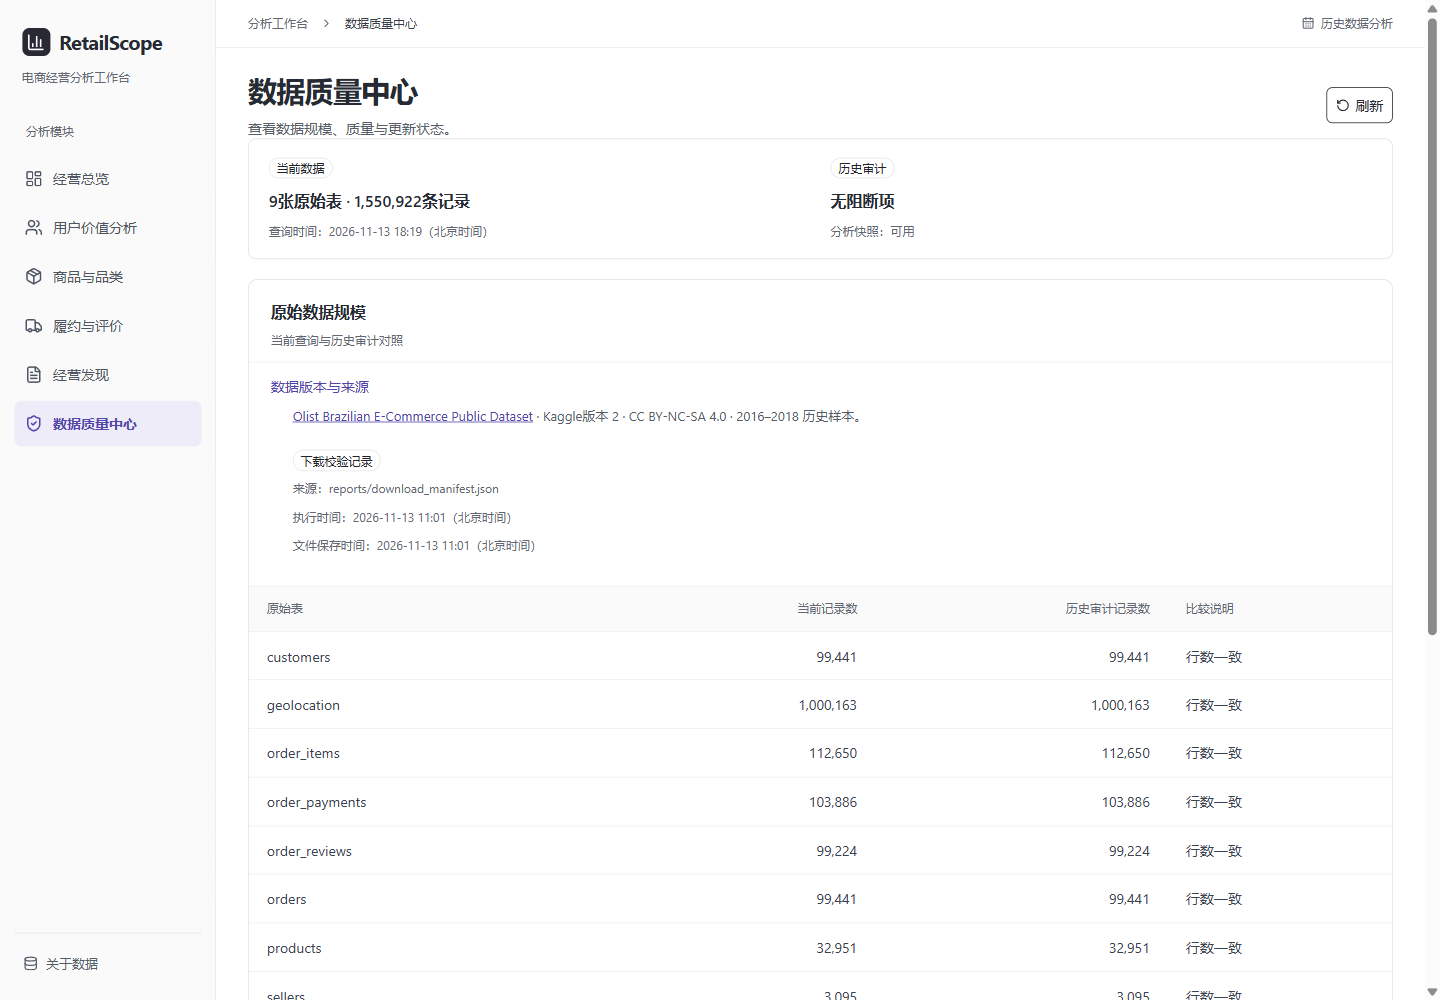 RetailScope
电商经营分析工作台
分析模块
经营总览
用户价值分析
商品与品类
履约与评价
经营发现
数据质量中心
关于数据
分析工作台 > 数据质量中心
历史数据分析
数据质量中心
查看数据规模、质量与更新状态。
刷新
当前数据
9张原始表 · 1,550,922条记录
查询时间：2026-11-13 18:19（北京时间）
历史审计
无阻断项
分析快照：可用
原始数据规模
当前查询与历史审计对照
数据版本与来源
Olist Brazilian E-Commerce Public Dataset · Kaggle版本 2 · CC BY-NC-SA 4.0 · 2016–2018 历史样本。
下载校验记录
来源：reports/download_manifest.json
执行时间：2026-11-13 11:01（北京时间）
文件保存时间：2026-11-13 11:01（北京时间）
原始表 当前记录数 历史审计记录数 比较说明
customers 99,441 99,441 行数一致
geolocation 1,000,163 1,000,163 行数一致
order_items 112,650 112,650 行数一致
order_payments 103,886 103,886 行数一致
order_reviews 99,224 99,224 行数一致
orders 99,441 99,441 行数一致
products 32,951 32,951 行数一致
sellers 3,095 3,095 行数一致